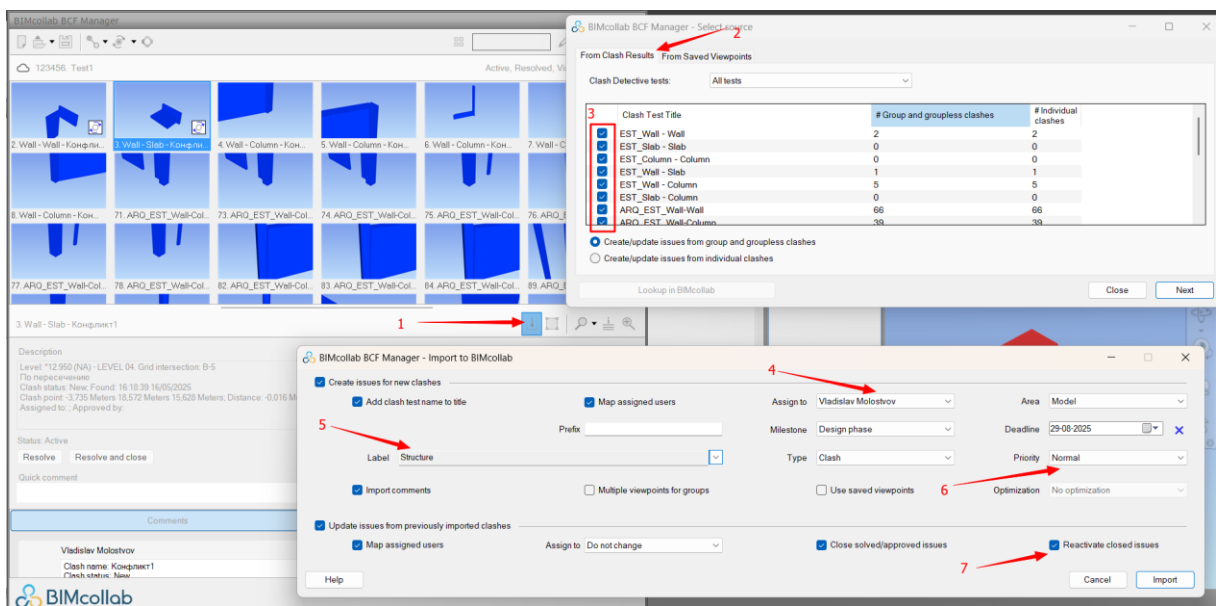 BIMcollab BCF Manager
123456. Test1
Active, Resolved, Vi
2. Wall - Wall - Конфли...
3. Wall - Slab - Конфли...
4. Wall - Column - Кон...
5. Wall - Column - Кон...
6. Wall - Column - Кон...
7. Wall - C
8. Wall - Column - Кон...
71. ARQ_EST_Wall-Col...
73. ARQ_EST_Wall-Col...
74. ARQ_EST_Wall-Col...
75. ARQ_EST_Wall-Col...
76. ARQ_
77. ARQ_EST_Wall-Col...
78. ARQ_EST_Wall-Col...
82. ARQ_EST_Wall-Col...
83. ARQ_EST_Wall-Col...
84. ARQ_EST_Wall-Col...
89. ARQ_
3. Wall - Slab - Конфликт1
1
Description
Level: *12.950 (NA) - LEVEL 04. Grid intersection: B-5
По пересечению
Clash status: New; Found: 16:18:39 16/05/2025
Clash point -3,735 Meters 18,572 Meters 15,628 Meters; Distance: -0,016 M
Assigned to: ; Approved by:
Status: Active
Resolve
Resolve and close
Quick comment
Comments
Vladislav Molostvov
Clash name: Конфликт1
Clash status: New
BIMcollab
BIMcollab BCF Manager - Select source
2
From Clash Results
From Saved Viewpoints
Clash Detective tests:
All tests
3
Clash Test Title
# Group and groupless clashes
# Individual
clashes
EST_Wall - Wall 2 2
EST_Slab - Slab 0 0
EST_Column - Column 0 0
EST_Wall - Slab 1 1
EST_Wall - Column 5 5
EST_Slab - Column 0 0
ARQ_EST_Wall-Wall 66 66
ARQ_EST_Wall-Column 39 39
Create/update issues from group and groupless clashes
Create/update issues from individual clashes
Lookup in BIMcollab
Close
Next
BIMcollab BCF Manager - Import to BIMcollab
Create issues for new clashes
4
Add clash test name to title
Map assigned users
Assign to
Vladislav Molostvov
Area
Model
5
Prefix
Milestone
Design phase
Deadline
29-08-2025
Label
Structure
Type
Clash
Priority
Normal
Import comments
Multiple viewpoints for groups
Use saved viewpoints
6
Optimization
No optimization
Update issues from previously imported clashes
Map assigned users
Assign to
Do not change
Close solved/approved issues
Reactivate closed issues
7
Help
Cancel
Import